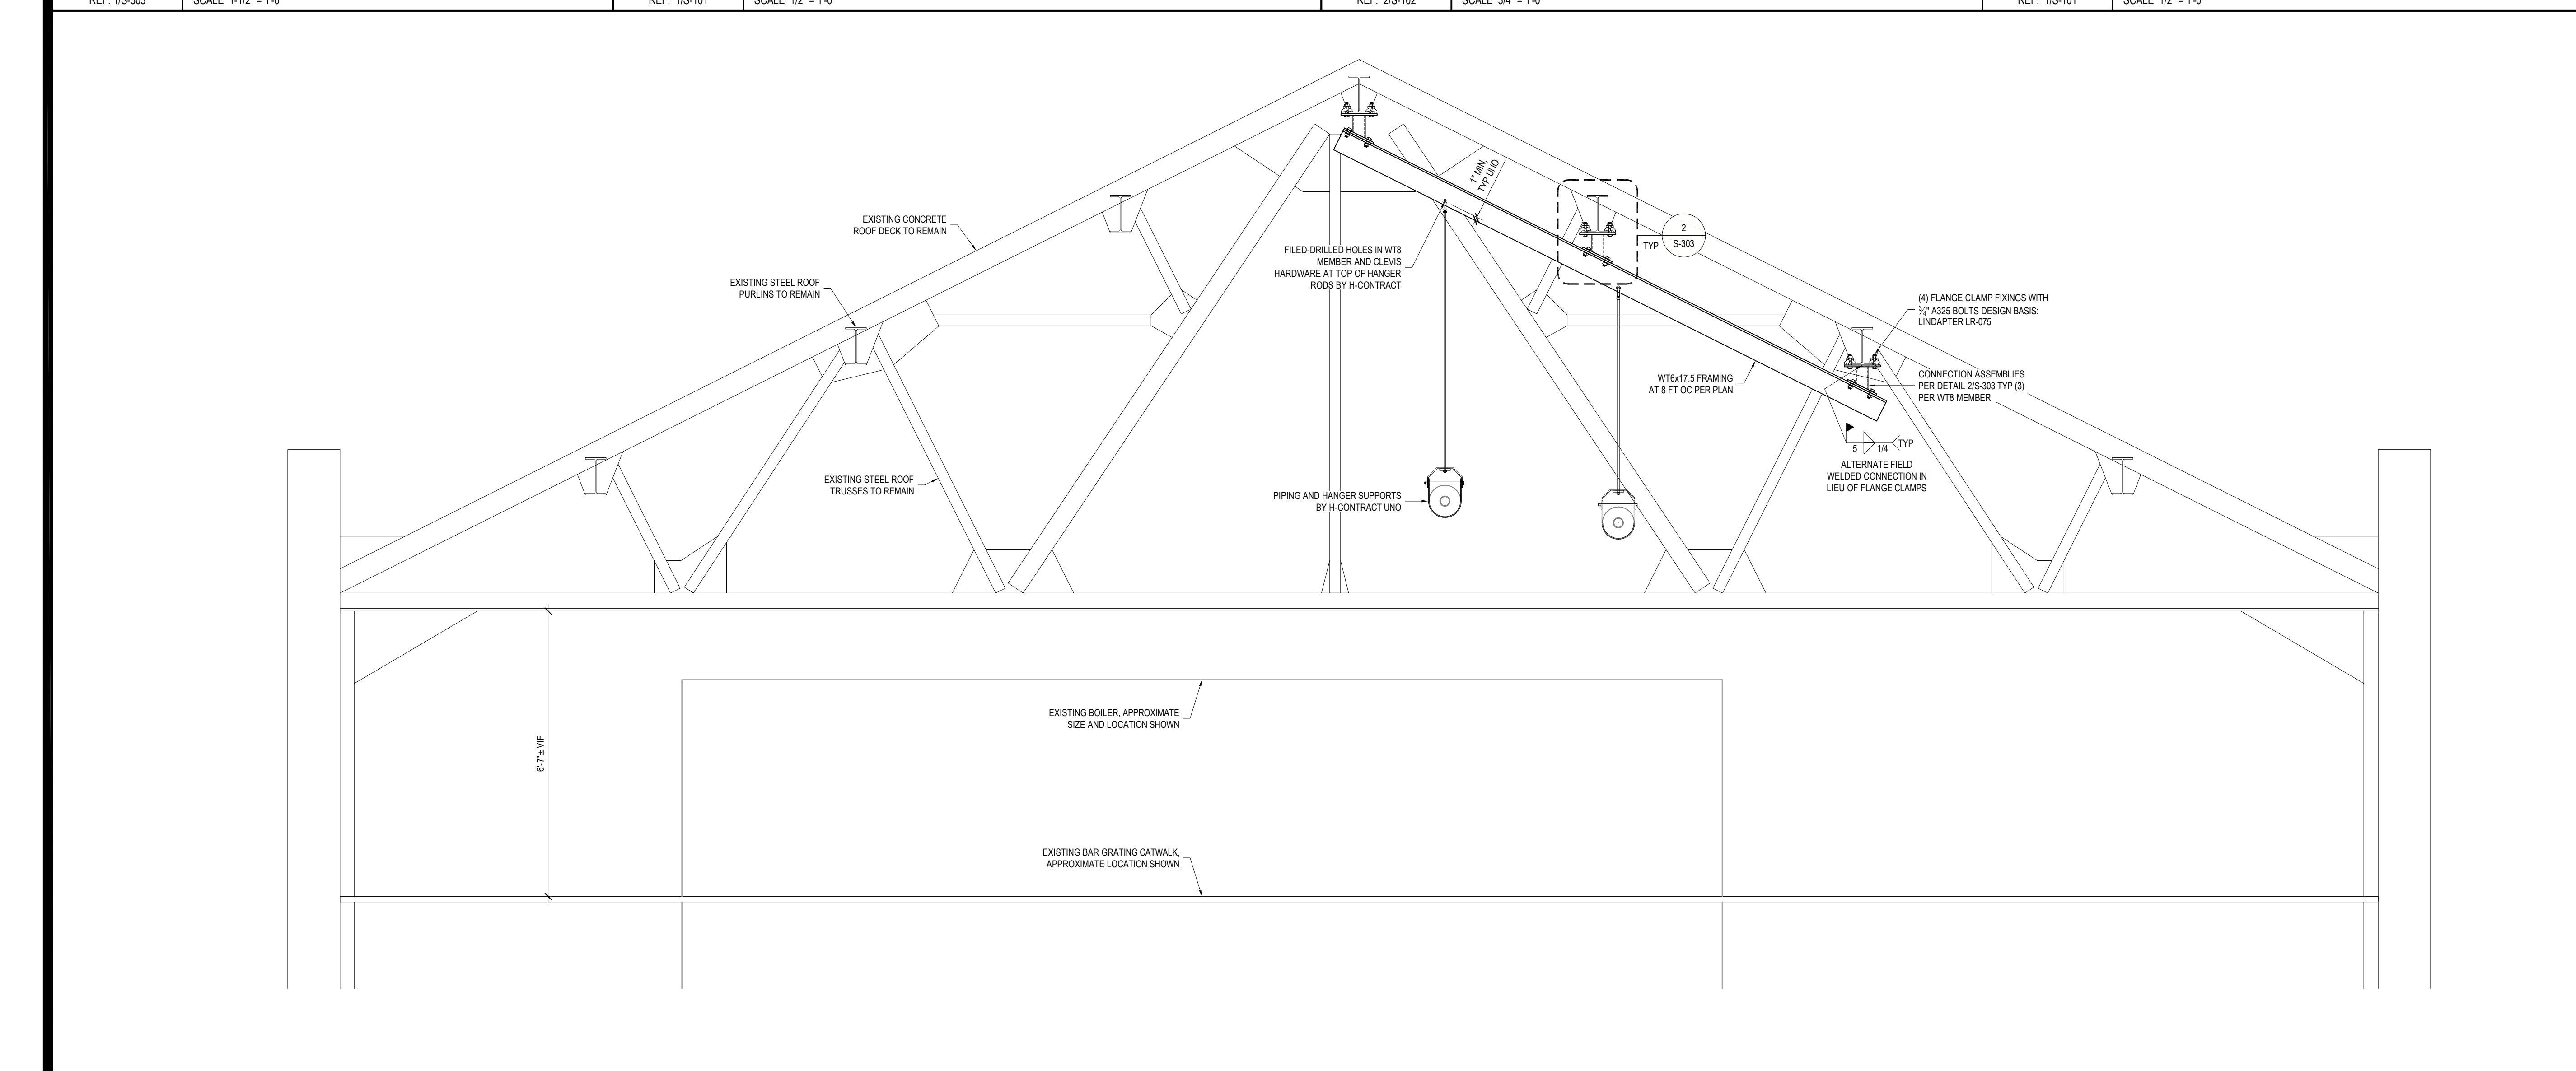 REF: 1/S-303
SCALE 1-1/2" = 1'-0"
REF: 1/S-101
SCALE 1/2" = 1'-0"
REF: 2/S-102
SCALE 3/4" = 1'-0"
REF: 1/S-101
SCALE 1/2" = 1'-0"
1" MIN,
TYP UNO
EXISTING CONCRETE
ROOF DECK TO REMAIN
2
S-303
TYP
FILED-DRILLED HOLES IN WT8
MEMBER AND CLEVIS
HARDWARE AT TOP OF HANGER
RODS BY H-CONTRACT
EXISTING STEEL ROOF
PURLINS TO REMAIN
(4) FLANGE CLAMP FIXINGS WITH
¾" A325 BOLTS DESIGN BASIS:
LINDAPTER LR-075
WT6x17.5 FRAMING
AT 8 FT OC PER PLAN
CONNECTION ASSEMBLIES
PER DETAIL 2/S-303 TYP (3)
PER WT8 MEMBER
5
1/4
TYP
ALTERNATE FIELD
WELDED CONNECTION IN
LIEU OF FLANGE CLAMPS
EXISTING STEEL ROOF
TRUSSES TO REMAIN
PIPING AND HANGER SUPPORTS
BY H-CONTRACT UNO
EXISTING BOILER, APPROXIMATE
SIZE AND LOCATION SHOWN
6'-7"± VIF
EXISTING BAR GRATING CATWALK,
APPROXIMATE LOCATION SHOWN